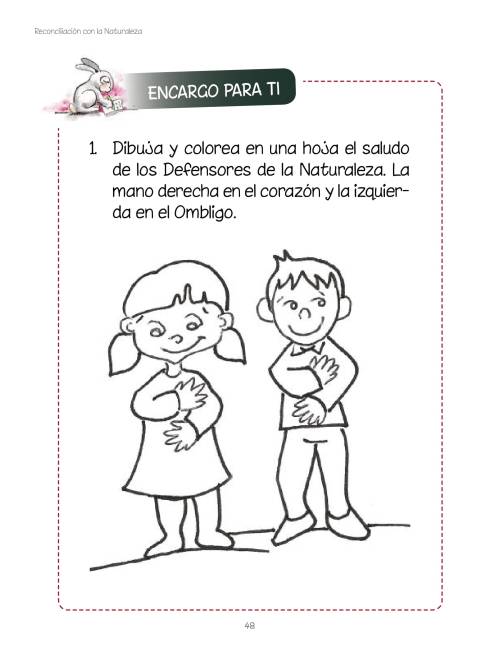 Reconciliación con la Naturaleza
ENCARGO PARA TI
1. Dibuja y colorea en una hoja el saludo
de los Defensores de la Naturaleza. La
mano derecha en el corazón y la izquier-
da en el Ombligo.
48